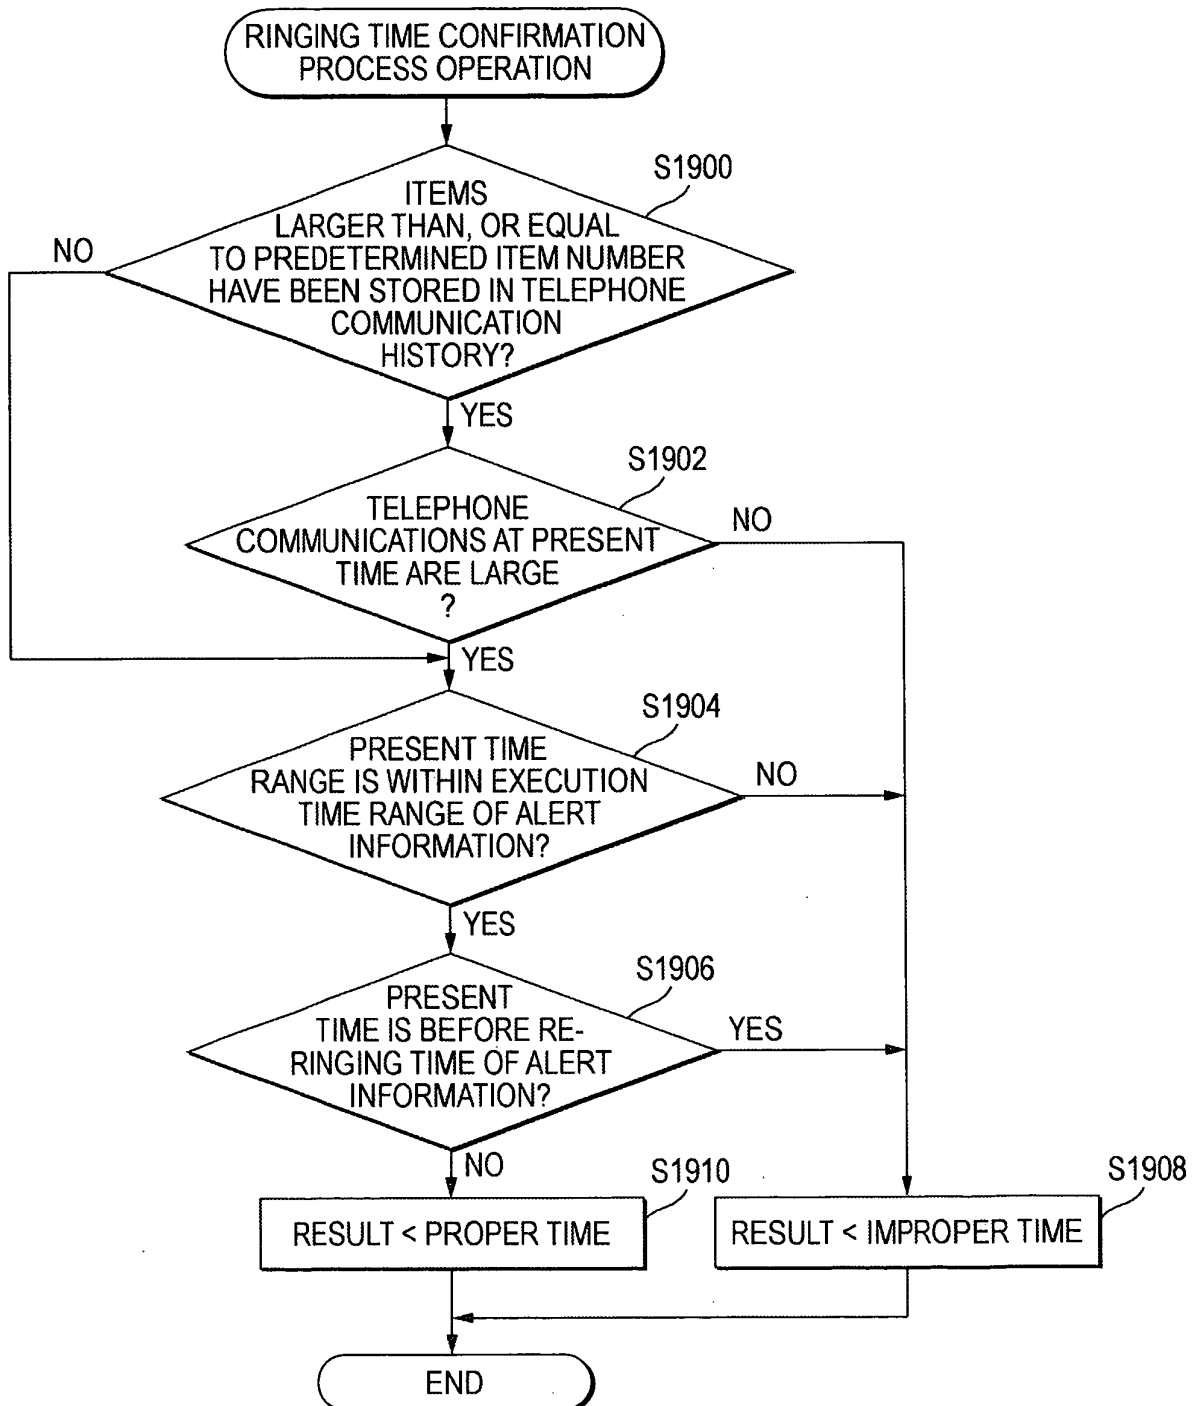 RINGING TIME CONFIRMATION
PROCESS OPERATION
S1900
ITEMS
LARGER THAN, OR EQUAL
TO PREDETERMINED ITEM NUMBER
HAVE BEEN STORED IN TELEPHONE
COMMUNICATION
HISTORY?
NO
YES
S1902
TELEPHONE
COMMUNICATIONS AT PRESENT
TIME ARE LARGE
?
NO
YES
S1904
PRESENT TIME
RANGE IS WITHIN EXECUTION
TIME RANGE OF ALERT
INFORMATION?
NO
YES
S1906
PRESENT
TIME IS BEFORE RE-
RINGING TIME OF ALERT
INFORMATION?
YES
NO
S1910
RESULT < PROPER TIME
S1908
RESULT < IMPROPER TIME
END